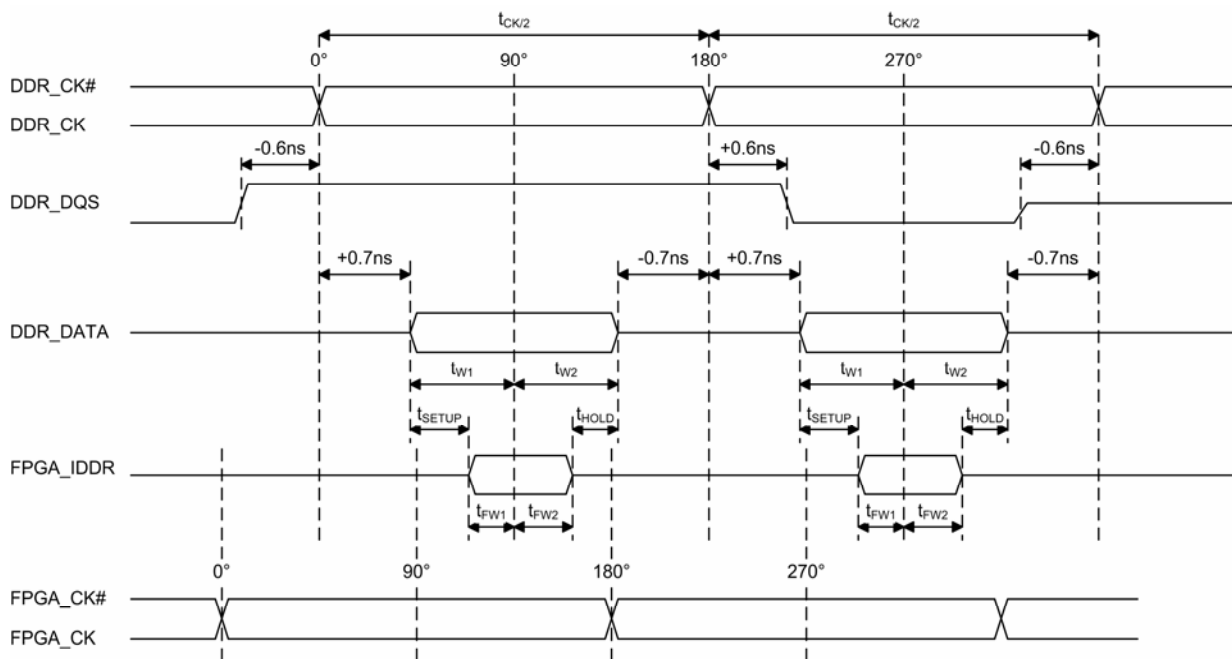 tCK/2 tCK/2
0° 90° 180° 270°
DDR_CK#
DDR_CK
-0.6ns +0.6ns -0.6ns
DDR_DQS
+0.7ns -0.7ns +0.7ns -0.7ns
DDR_DATA
tW1 tW2 tW1 tW2
tSETUP tHOLD tSETUP tHOLD
FPGA_IDDR
tFW1 tFW2 tFW1 tFW2
0° 90° 180° 270°
FPGA_CK#
FPGA_CK